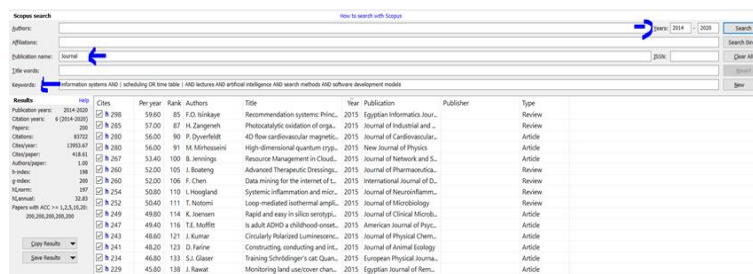 Scopus search
How to search with Scopus
Authors:
Years: 2014 - 2020
Search
Affiliations:
Search Dire
Publication name: Journal
ISSN:
Clear All
Title words:
Revert
Keywords: information systems AND | scheduling OR time table | AND lectures AND artificial intelligence AND search methods AND software development models
New
Results Help
Publication years: 2014-2020
Citation years: 6 (2014-2020)
Papers: 200
Citations: 83722
Cites/year: 13953.67
Cites/paper: 418.61
Authors/paper: 1.00
h-index: 198
g-index: 200
hI,norm: 197
hI,annual: 32.83
Papers with ACC >= 1,2,5,10,20:
200,200,200,200,200
Copy Results
Save Results
Cites Per year Rank Authors Title Year Publication Publisher Type
h 298 59.60 85 F.O. Isinkaye Recommendation systems: Princ... 2015 Egyptian Informatics Jour... Review
h 285 57.00 87 H. Zangeneh Photocatalytic oxidation of orga... 2015 Journal of Industrial and ... Review
h 280 56.00 90 P. Dyverfeldt 4D flow cardiovascular magnetic... 2015 Journal of Cardiovascular... Article
h 280 56.00 91 M. Mirhosseini High-dimensional quantum cryp... 2015 New Journal of Physics Article
h 267 53.40 100 B. Jennings Resource Management in Cloud... 2015 Journal of Network and S... Article
h 260 52.00 105 J. Boateng Advanced Therapeutic Dressings... 2015 Journal of Pharmaceutica... Review
h 260 52.00 106 F. Chen Data mining for the internet of t... 2015 International Journal of D... Review
h 254 50.80 110 I. Hoogland Systemic inflammation and micr... 2015 Journal of Neuroinflamm... Review
h 252 50.40 111 T. Notomi Loop-mediated isothermal ampli... 2015 Journal of Microbiology Review
h 249 49.80 114 K. Joensen Rapid and easy in silico serotypi... 2015 Journal of Clinical Microb... Article
h 247 49.40 116 T.E. Moffitt Is adult ADHD a childhood-onset... 2015 American Journal of Psyc... Article
h 243 48.60 121 J. Kumar Circularly Polarized Luminescenc... 2015 Journal of Physical Chem... Article
h 241 48.20 123 D. Farine Constructing, conducting and int... 2015 Journal of Animal Ecology Article
h 234 46.80 133 S.J. Glaser Training Schrödinger's cat: Quan... 2015 European Physical Journa... Article
h 229 45.80 138 J. Rawat Monitoring land use/cover chan... 2015 Egyptian Journal of Rem... Article